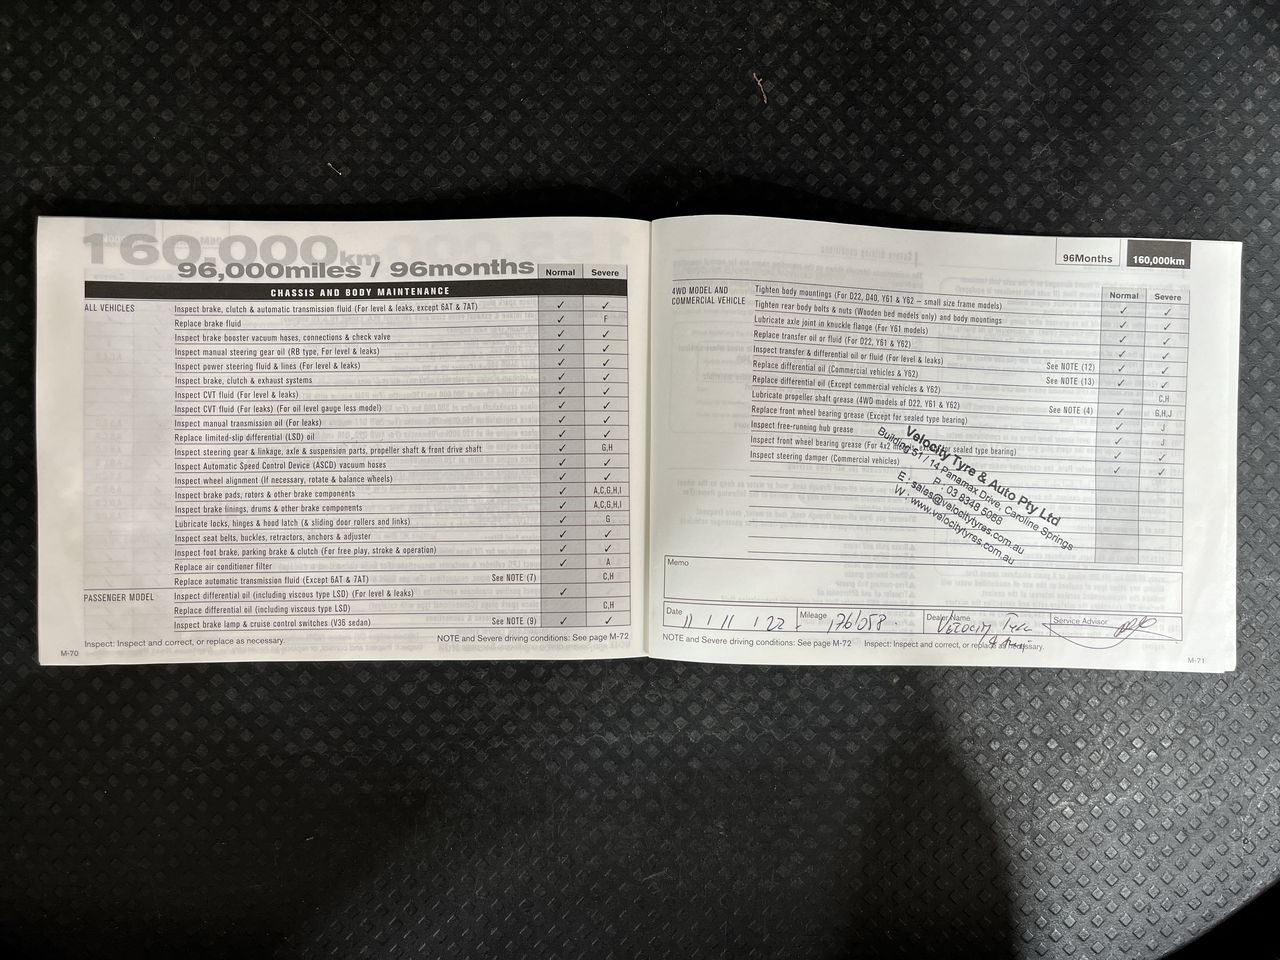 160,000km
96,000miles / 96months
Normal Severe
CHASSIS AND BODY MAINTENANCE
ALL VEHICLES Inspect brake, clutch & automatic transmission fluid (For level & leaks, except 6AT & 7AT) ✓ ✓
Replace brake fluid ✓ F
Inspect brake booster vacuum hoses, connections & check valve ✓ ✓
Inspect manual steering gear oil (RB type, For level & leaks) ✓ ✓
Inspect power steering fluid & lines (For level & leaks) ✓ ✓
Inspect brake, clutch & exhaust systems ✓ ✓
Inspect CVT fluid (For level & leaks) ✓ ✓
Inspect CVT fluid (For leaks) (For oil level gauge less model) ✓ ✓
Inspect manual transmission oil (For leaks) ✓ ✓
Replace limited-slip differential (LSD) oil ✓ ✓
Inspect steering gear & linkage, axle & suspension parts, propeller shaft & front drive shaft ✓ G,H
Inspect Automatic Speed Control Device (ASCD) vacuum hoses ✓ ✓
Inspect wheel alignment (If necessary, rotate & balance wheels) ✓ ✓
Inspect brake pads, rotors & other brake components ✓ A,C,G,H,I
Inspect brake linings, drums & other brake components ✓ A,C,G,H,I
Lubricate locks, hinges & hood latch (& sliding door rollers and links) ✓ G
Inspect seat belts, buckles, retractors, anchors & adjuster ✓ ✓
Inspect foot brake, parking brake & clutch (For free play, stroke & operation) ✓ ✓
Replace air conditioner filter ✓ A
Replace automatic transmission fluid (Except 6AT & 7AT) See NOTE (7) C,H
PASSENGER MODEL Inspect differential oil (including viscous type LSD) (For level & leaks) ✓
Replace differential oil (including viscous type LSD) C,H
Inspect brake lamp & cruise control switches (V36 sedan) See NOTE (9) ✓ ✓
Inspect: Inspect and correct, or replace as necessary. NOTE and Severe driving conditions: See page M-72
M-70
96Months 160,000km
Normal Severe
4WD MODEL AND
COMMERCIAL VEHICLE
Tighten body mountings (For D22, D40, Y61 & Y62 – small size frame models) ✓ ✓
Tighten rear body bolts & nuts (Wooden bed models only) and body mountings ✓ ✓
Lubricate axle joint in knuckle flange (For Y61 models) ✓ ✓
Replace transfer oil or fluid (For D22, Y61 & Y62) ✓ ✓
Inspect transfer & differential oil or fluid (For level & leaks) See NOTE (12) ✓ ✓
Replace differential oil (Commercial vehicles & Y62) See NOTE (13) ✓ ✓
Replace differential oil (Except commercial vehicles & Y62) C,H
Lubricate propeller shaft grease (4WD models of D22, Y61 & Y62) See NOTE (4) ✓ G,H,J
Replace front wheel bearing grease (Except for sealed type bearing) ✓ J
Inspect free-running hub grease ✓ J
Inspect front wheel bearing grease (For 4x2 sealed type bearing) ✓ ✓
Inspect steering damper (Commercial vehicles) ✓ ✓
Velocity Tyre & Auto Pty Ltd
Building S1 / 14 Panamax Drive, Caroline Springs
P : 03 8348 5088
E : sales@velocitytyres.com.au
W : www.velocitytyres.com.au
Memo
Date 11 / 11 / 22 Mileage 176058. Dealer Name VELOCITY TYRE Service Advisor
NOTE and Severe driving conditions: See page M-72 Inspect: Inspect and correct, or replace as necessary.
M-71